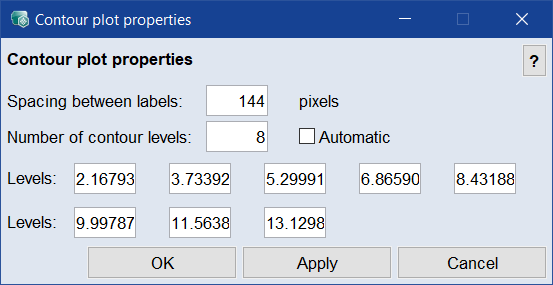 Contour plot properties
Contour plot properties ?
Spacing between labels: 144 pixels
Number of contour levels: 8 Automatic
Levels: 2.16793 3.73392 5.29991 6.86590 8.43188
Levels: 9.99787 11.5638 13.1298
OK Apply Cancel